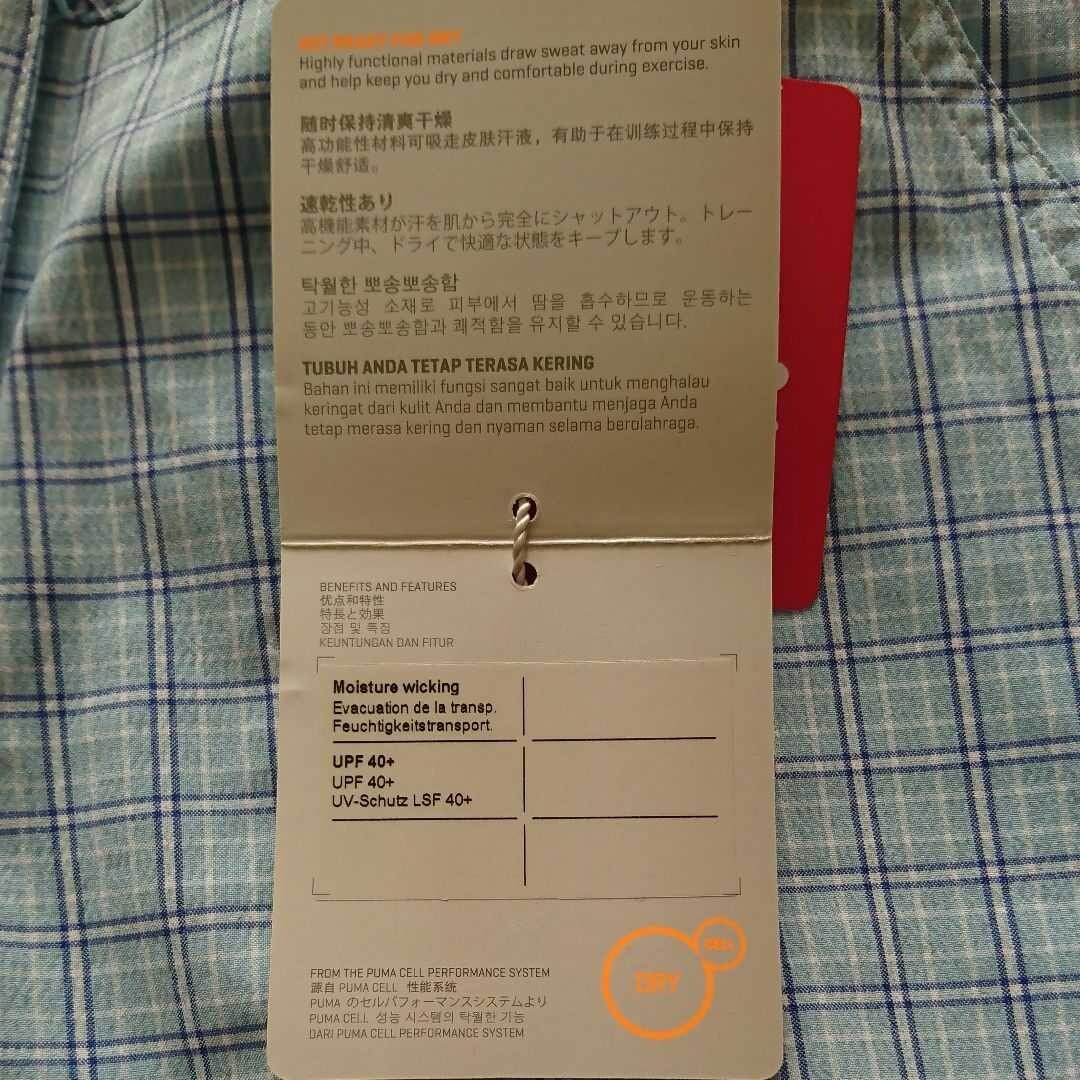 GET READY FOR DRY
Highly functional materials draw sweat away from your skin
and help keep you dry and comfortable during exercise.
随时保持清爽干燥
高功能性材料可吸走皮肤汗液，有助于在训练过程中保持
干燥舒适。
速乾性あり
高機能素材が汗を肌から完全にシャットアウト。トレー
ニング中、ドライで快適な状態をキープします。
탁월한 뽀송뽀송함
고기능성 소재로 피부에서 땀을 흡수하므로 운동하는
동안 뽀송뽀송함과 쾌적함을 유지할 수 있습니다.
TUBUH ANDA TETAP TERASA KERING
Bahan ini memiliki fungsi sangat baik untuk menghalau
keringat dari kulit Anda dan membantu menjaga Anda
tetap merasa kering dan nyaman selama berolahraga.
BENEFITS AND FEATURES
优点和特性
特長と効果
장점 및 특징
KEUNTUNGAN DAN FITUR
Moisture wicking
Evacuation de la transp.
Feuchtigkeitstransport.
UPF 40+
UPF 40+
UV-Schutz LSF 40+
CELL
DRY
FROM THE PUMA CELL PERFORMANCE SYSTEM
源自 PUMA CELL 性能系统
PUMA のセルパフォーマンスシステムより
PUMA CELL 성능 시스템의 탁월한 기능
DARI PUMA CELL PERFORMANCE SYSTEM